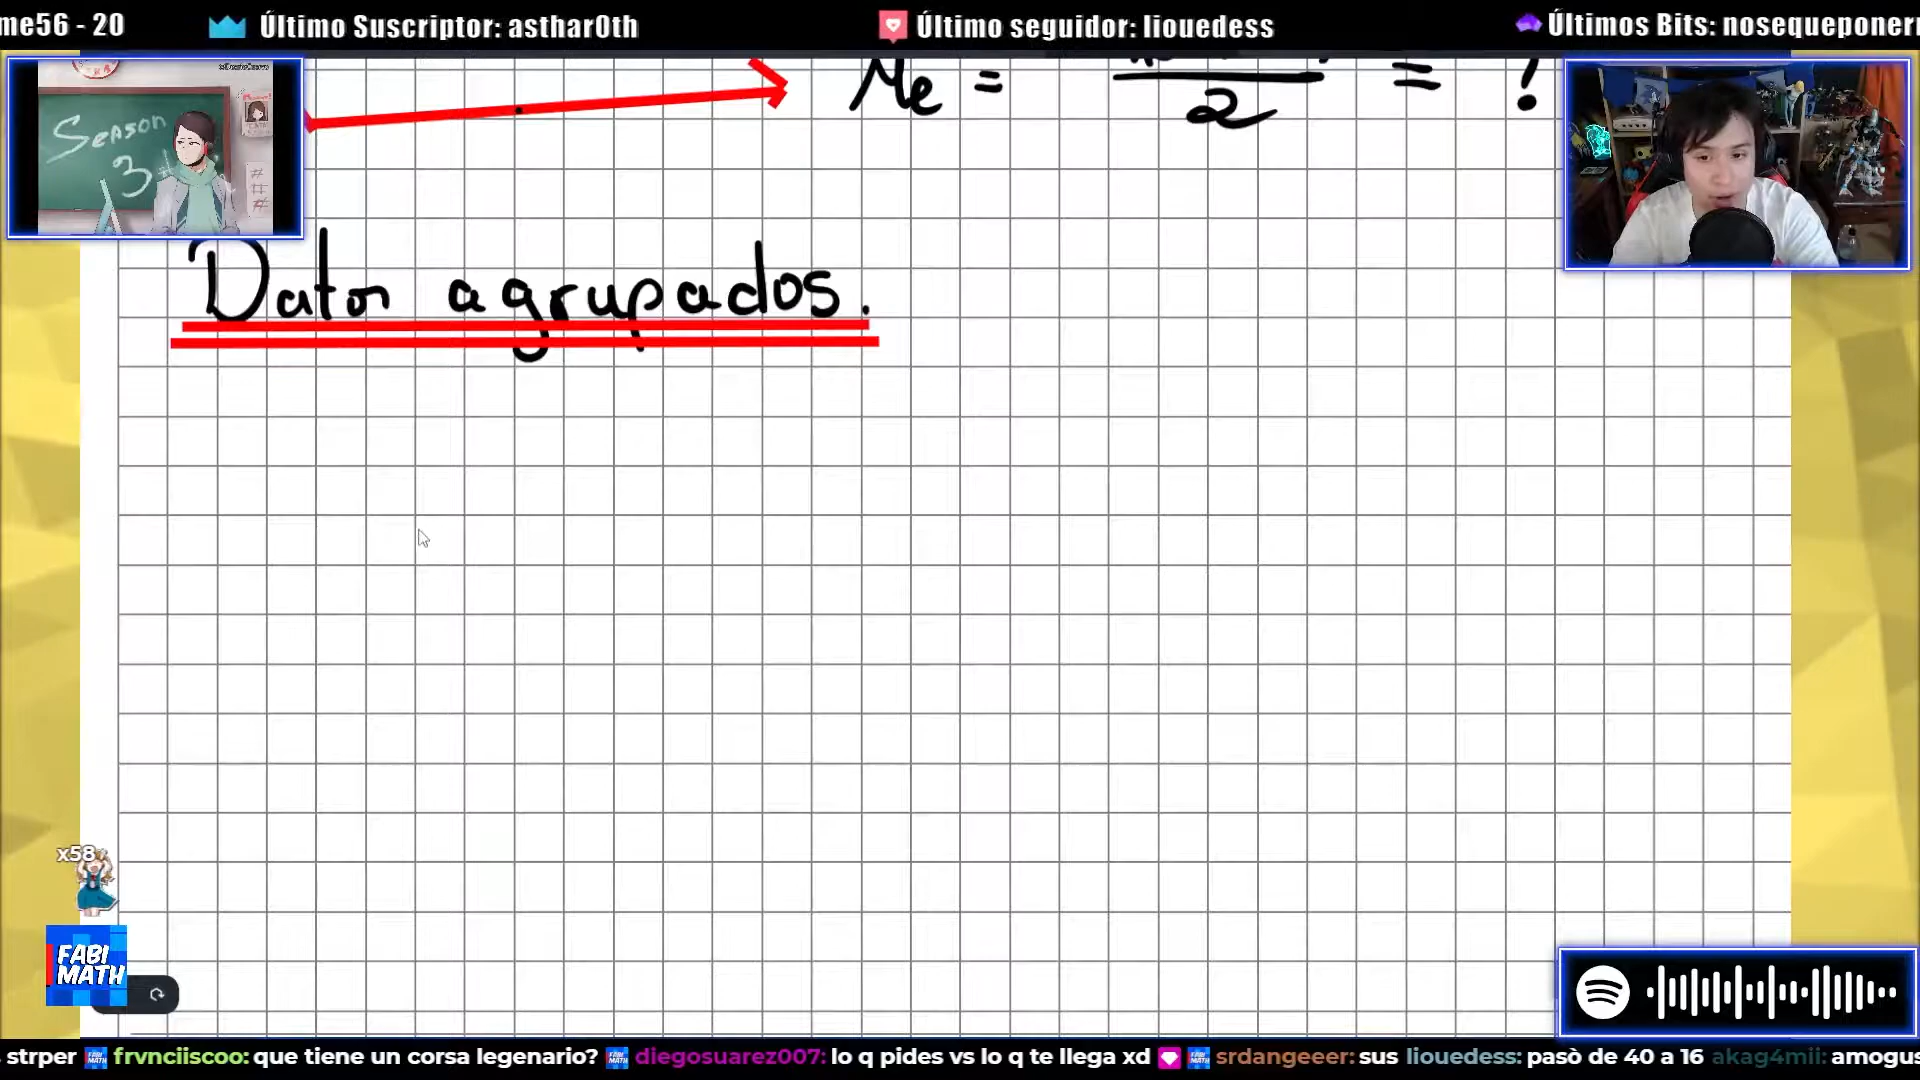 me56 - 20 Último Suscriptor: asthar0th Último seguidor: liouedess Últimos Bits: nosequeponerr
Season
3
Me = 2 = ?
Datos agrupados.
x58
FABI
MATH
strper frvnciiscoo: que tiene un corsa legenario? diegosuarez007: lo q pides vs lo q te llega xd srdangeeer: sus liouedess: pasò de 40 a 16 akag4mii: amogus